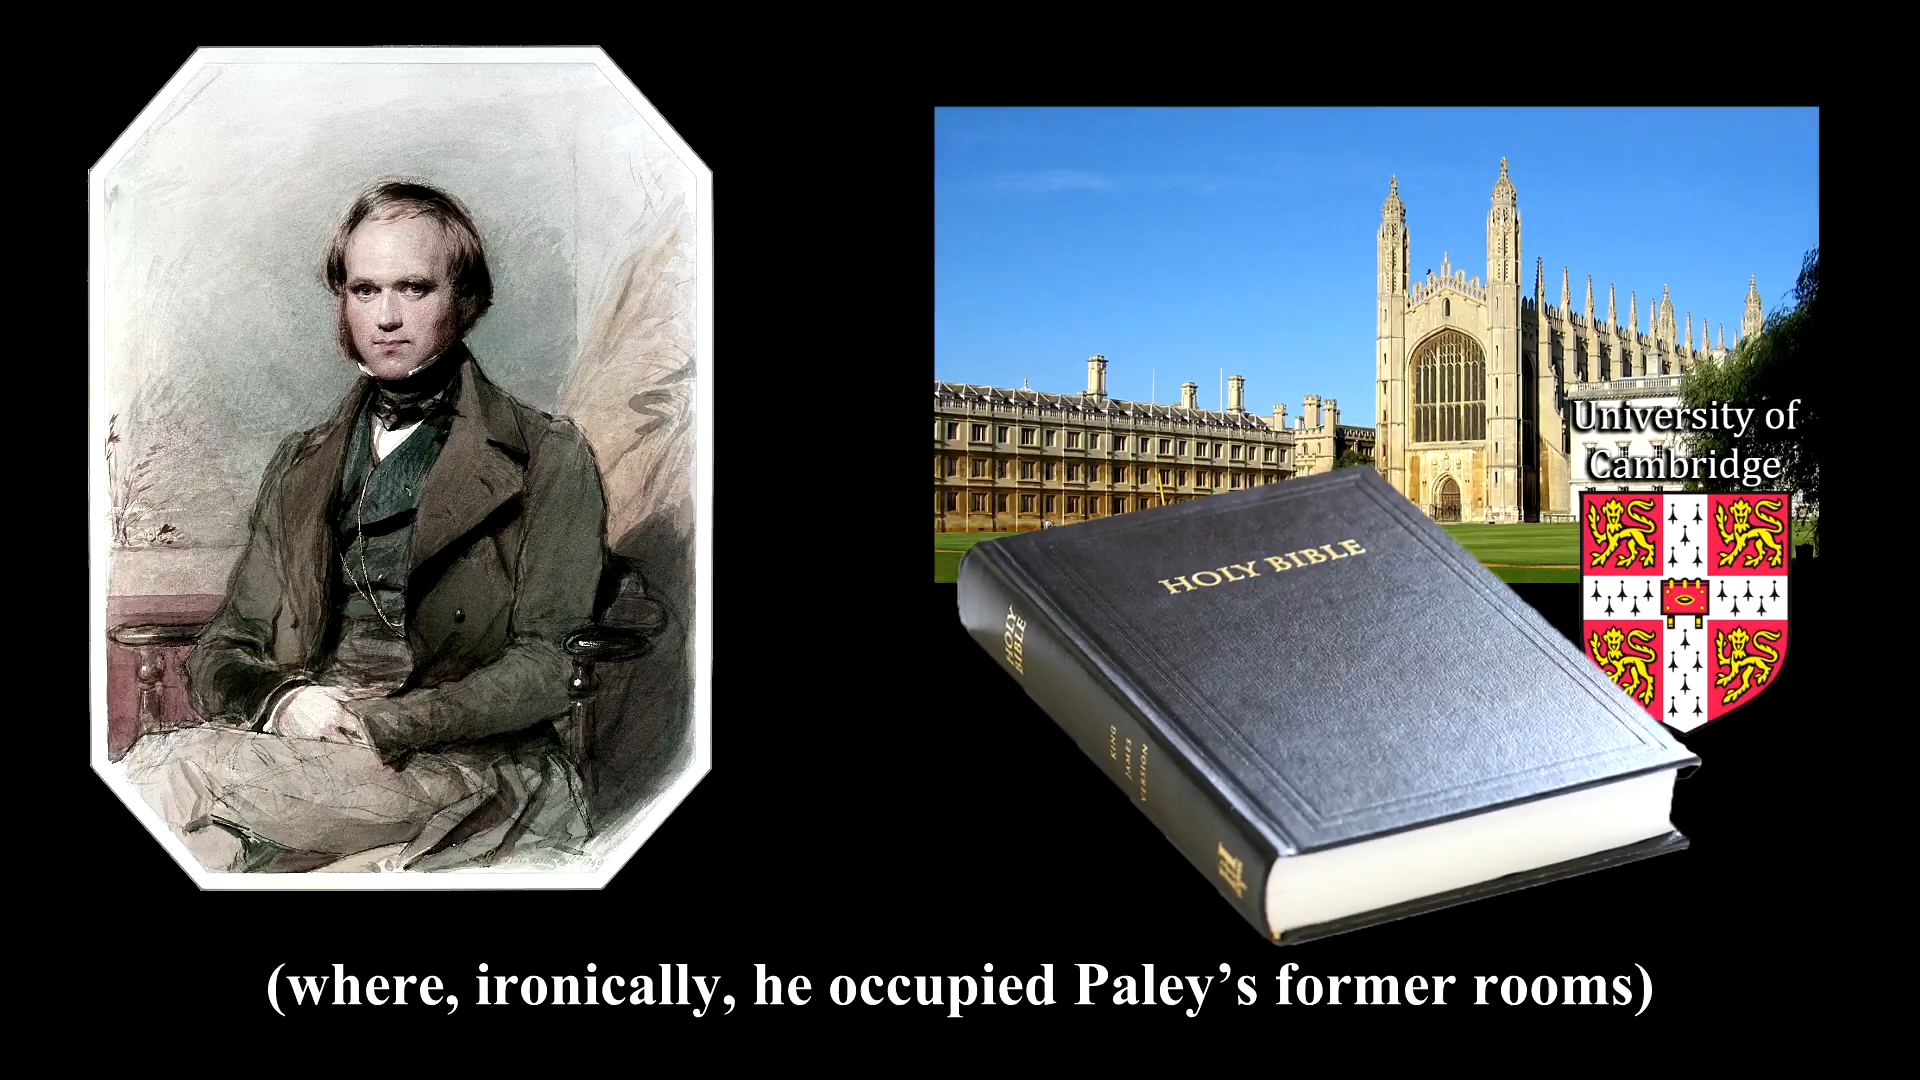 University of
Cambridge
HOLY BIBLE
HOLY
BIBLE
KING
JAMES
VERSION
(where, ironically, he occupied Paley’s former rooms)